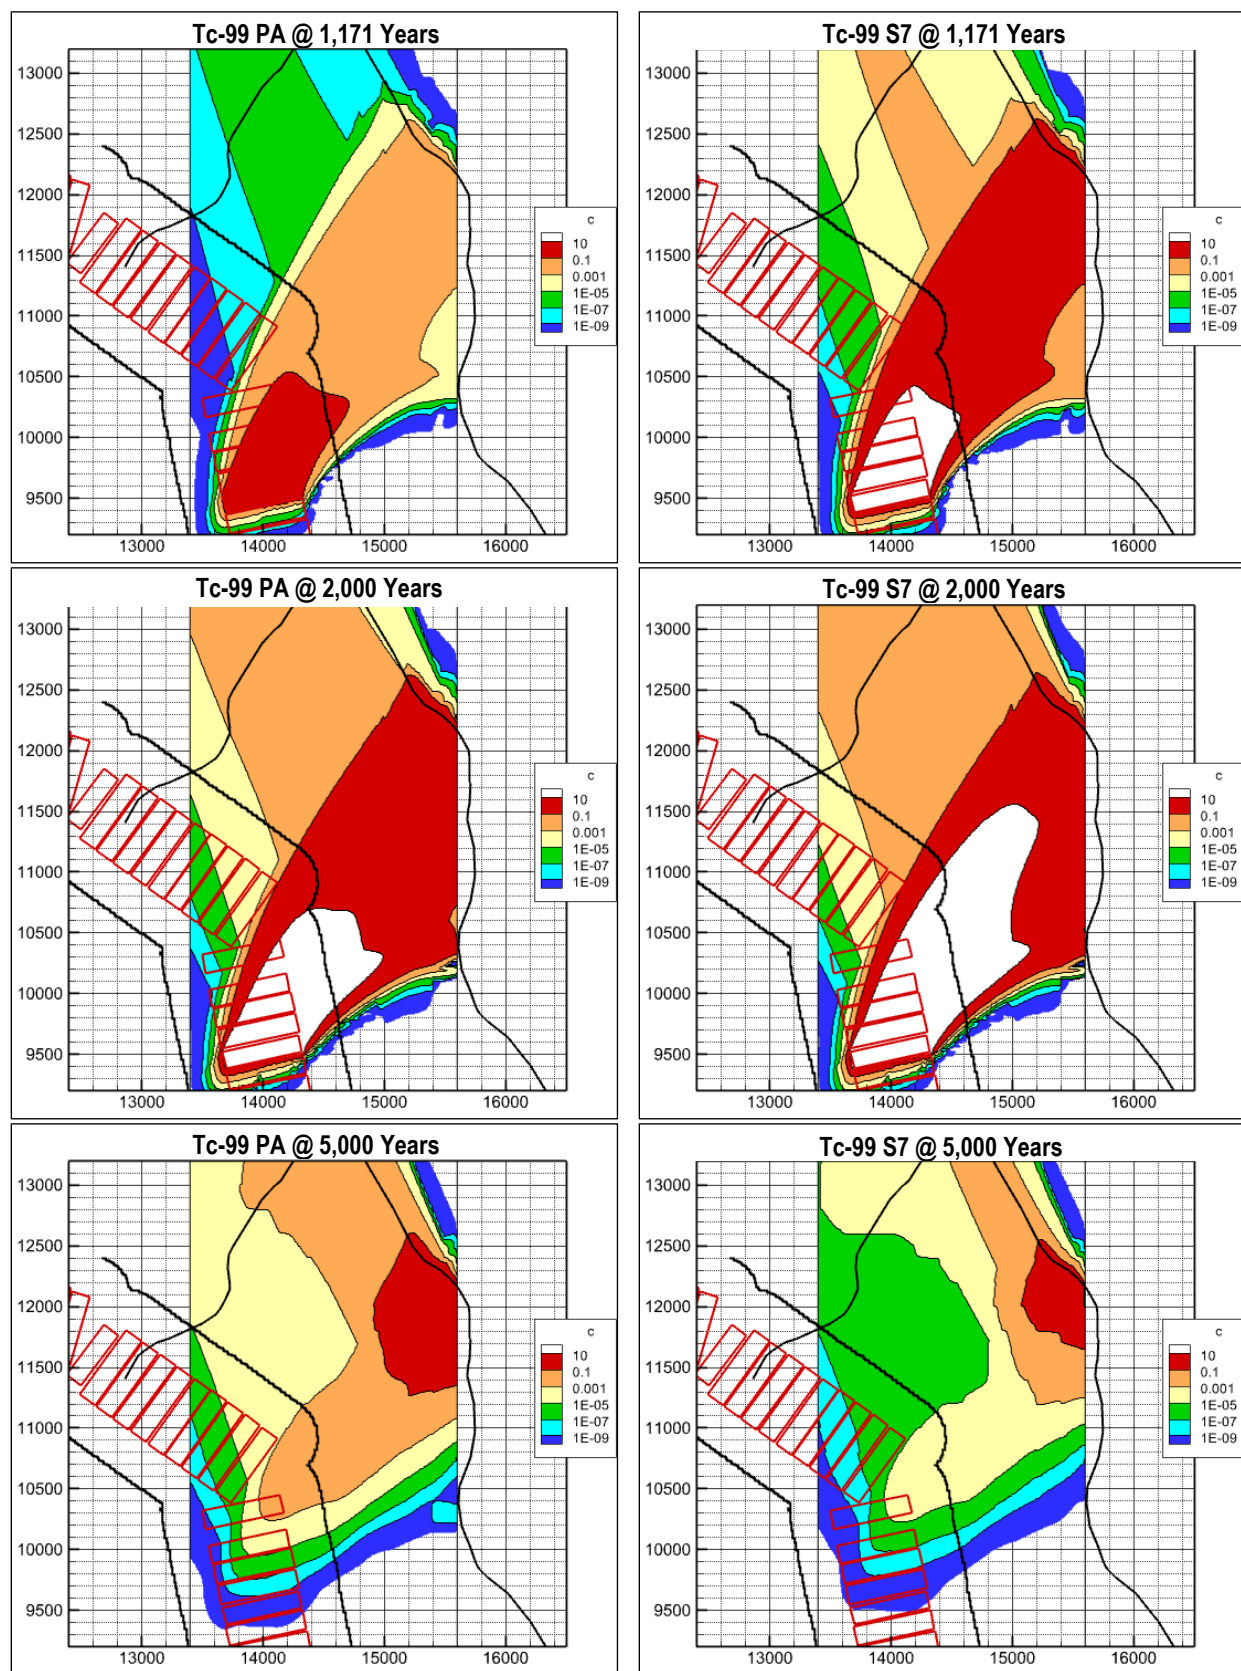 Tc-99 PA @ 1,171 Years
13000
12500
12000
11500
11000
10500
10000
9500
13000 14000 15000 16000
c
10
0.1
0.001
1E-05
1E-07
1E-09
Tc-99 S7 @ 1,171 Years
13000
12500
12000
11500
11000
10500
10000
9500
13000 14000 15000 16000
c
10
0.1
0.001
1E-05
1E-07
1E-09
Tc-99 PA @ 2,000 Years
13000
12500
12000
11500
11000
10500
10000
9500
13000 14000 15000 16000
c
10
0.1
0.001
1E-05
1E-07
1E-09
Tc-99 S7 @ 2,000 Years
13000
12500
12000
11500
11000
10500
10000
9500
13000 14000 15000 16000
c
10
0.1
0.001
1E-05
1E-07
1E-09
Tc-99 PA @ 5,000 Years
13000
12500
12000
11500
11000
10500
10000
9500
13000 14000 15000 16000
c
10
0.1
0.001
1E-05
1E-07
1E-09
Tc-99 S7 @ 5,000 Years
13000
12500
12000
11500
11000
10500
10000
9500
13000 14000 15000 16000
c
10
0.1
0.001
1E-05
1E-07
1E-09